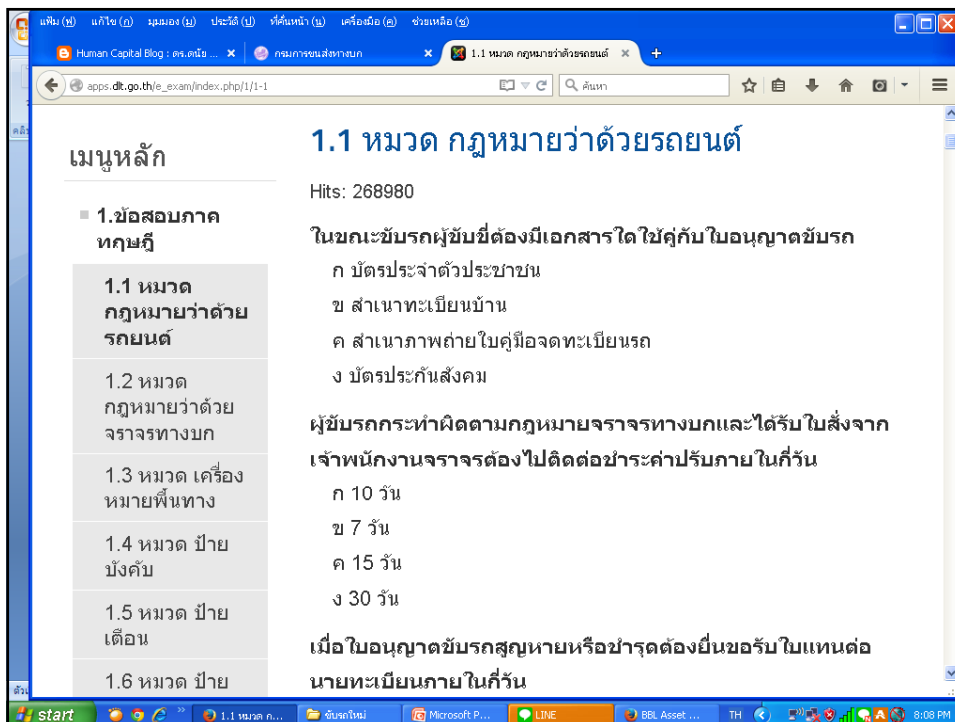 แฟ้ม (ฟ) แก้ไข (ก) มุมมอง (ม) ประวัติ (ป) ที่คั่นหน้า (น) เครื่องมือ (ค) ช่วยเหลือ (ช)
Human Capital Blog : ดร.ดนัย ... กรมการขนส่งทางบก 1.1 หมวด กฎหมายว่าด้วยรถยนต์
apps.dlt.go.th/e_exam/index.php/1/1-1 ค้นหา
เมนูหลัก
1.ข้อสอบภาค
ทฤษฎี
1.1 หมวด
กฎหมายว่าด้วย
รถยนต์
1.2 หมวด
กฎหมายว่าด้วย
จราจรทางบก
1.3 หมวด เครื่อง
หมายพื้นทาง
1.4 หมวด ป้าย
บังคับ
1.5 หมวด ป้าย
เตือน
1.6 หมวด ป้าย
1.1 หมวด กฎหมายว่าด้วยรถยนต์
Hits: 268980
ในขณะขับรถผู้ขับขี่ต้องมีเอกสารใดใช้คู่กับใบอนุญาตขับรถ
ก บัตรประจำตัวประชาชน
ข สำเนาทะเบียนบ้าน
ค สำเนาภาพถ่ายใบคู่มือจดทะเบียนรถ
ง บัตรประกันสังคม
ผู้ขับรถกระทำผิดตามกฎหมายจราจรทางบกและได้รับใบสั่งจาก
เจ้าพนักงานจราจรต้องไปติดต่อชำระค่าปรับภายในกี่วัน
ก 10 วัน
ข 7 วัน
ค 15 วัน
ง 30 วัน
เมื่อใบอนุญาตขับรถสูญหายหรือชำรุดต้องยื่นขอรับใบแทนต่อ
นายทะเบียนภายในกี่วัน
start 1.1 หมวด ก... ขับรถใหม่ Microsoft P... LINE BBL Asset ... TH 8:08 PM